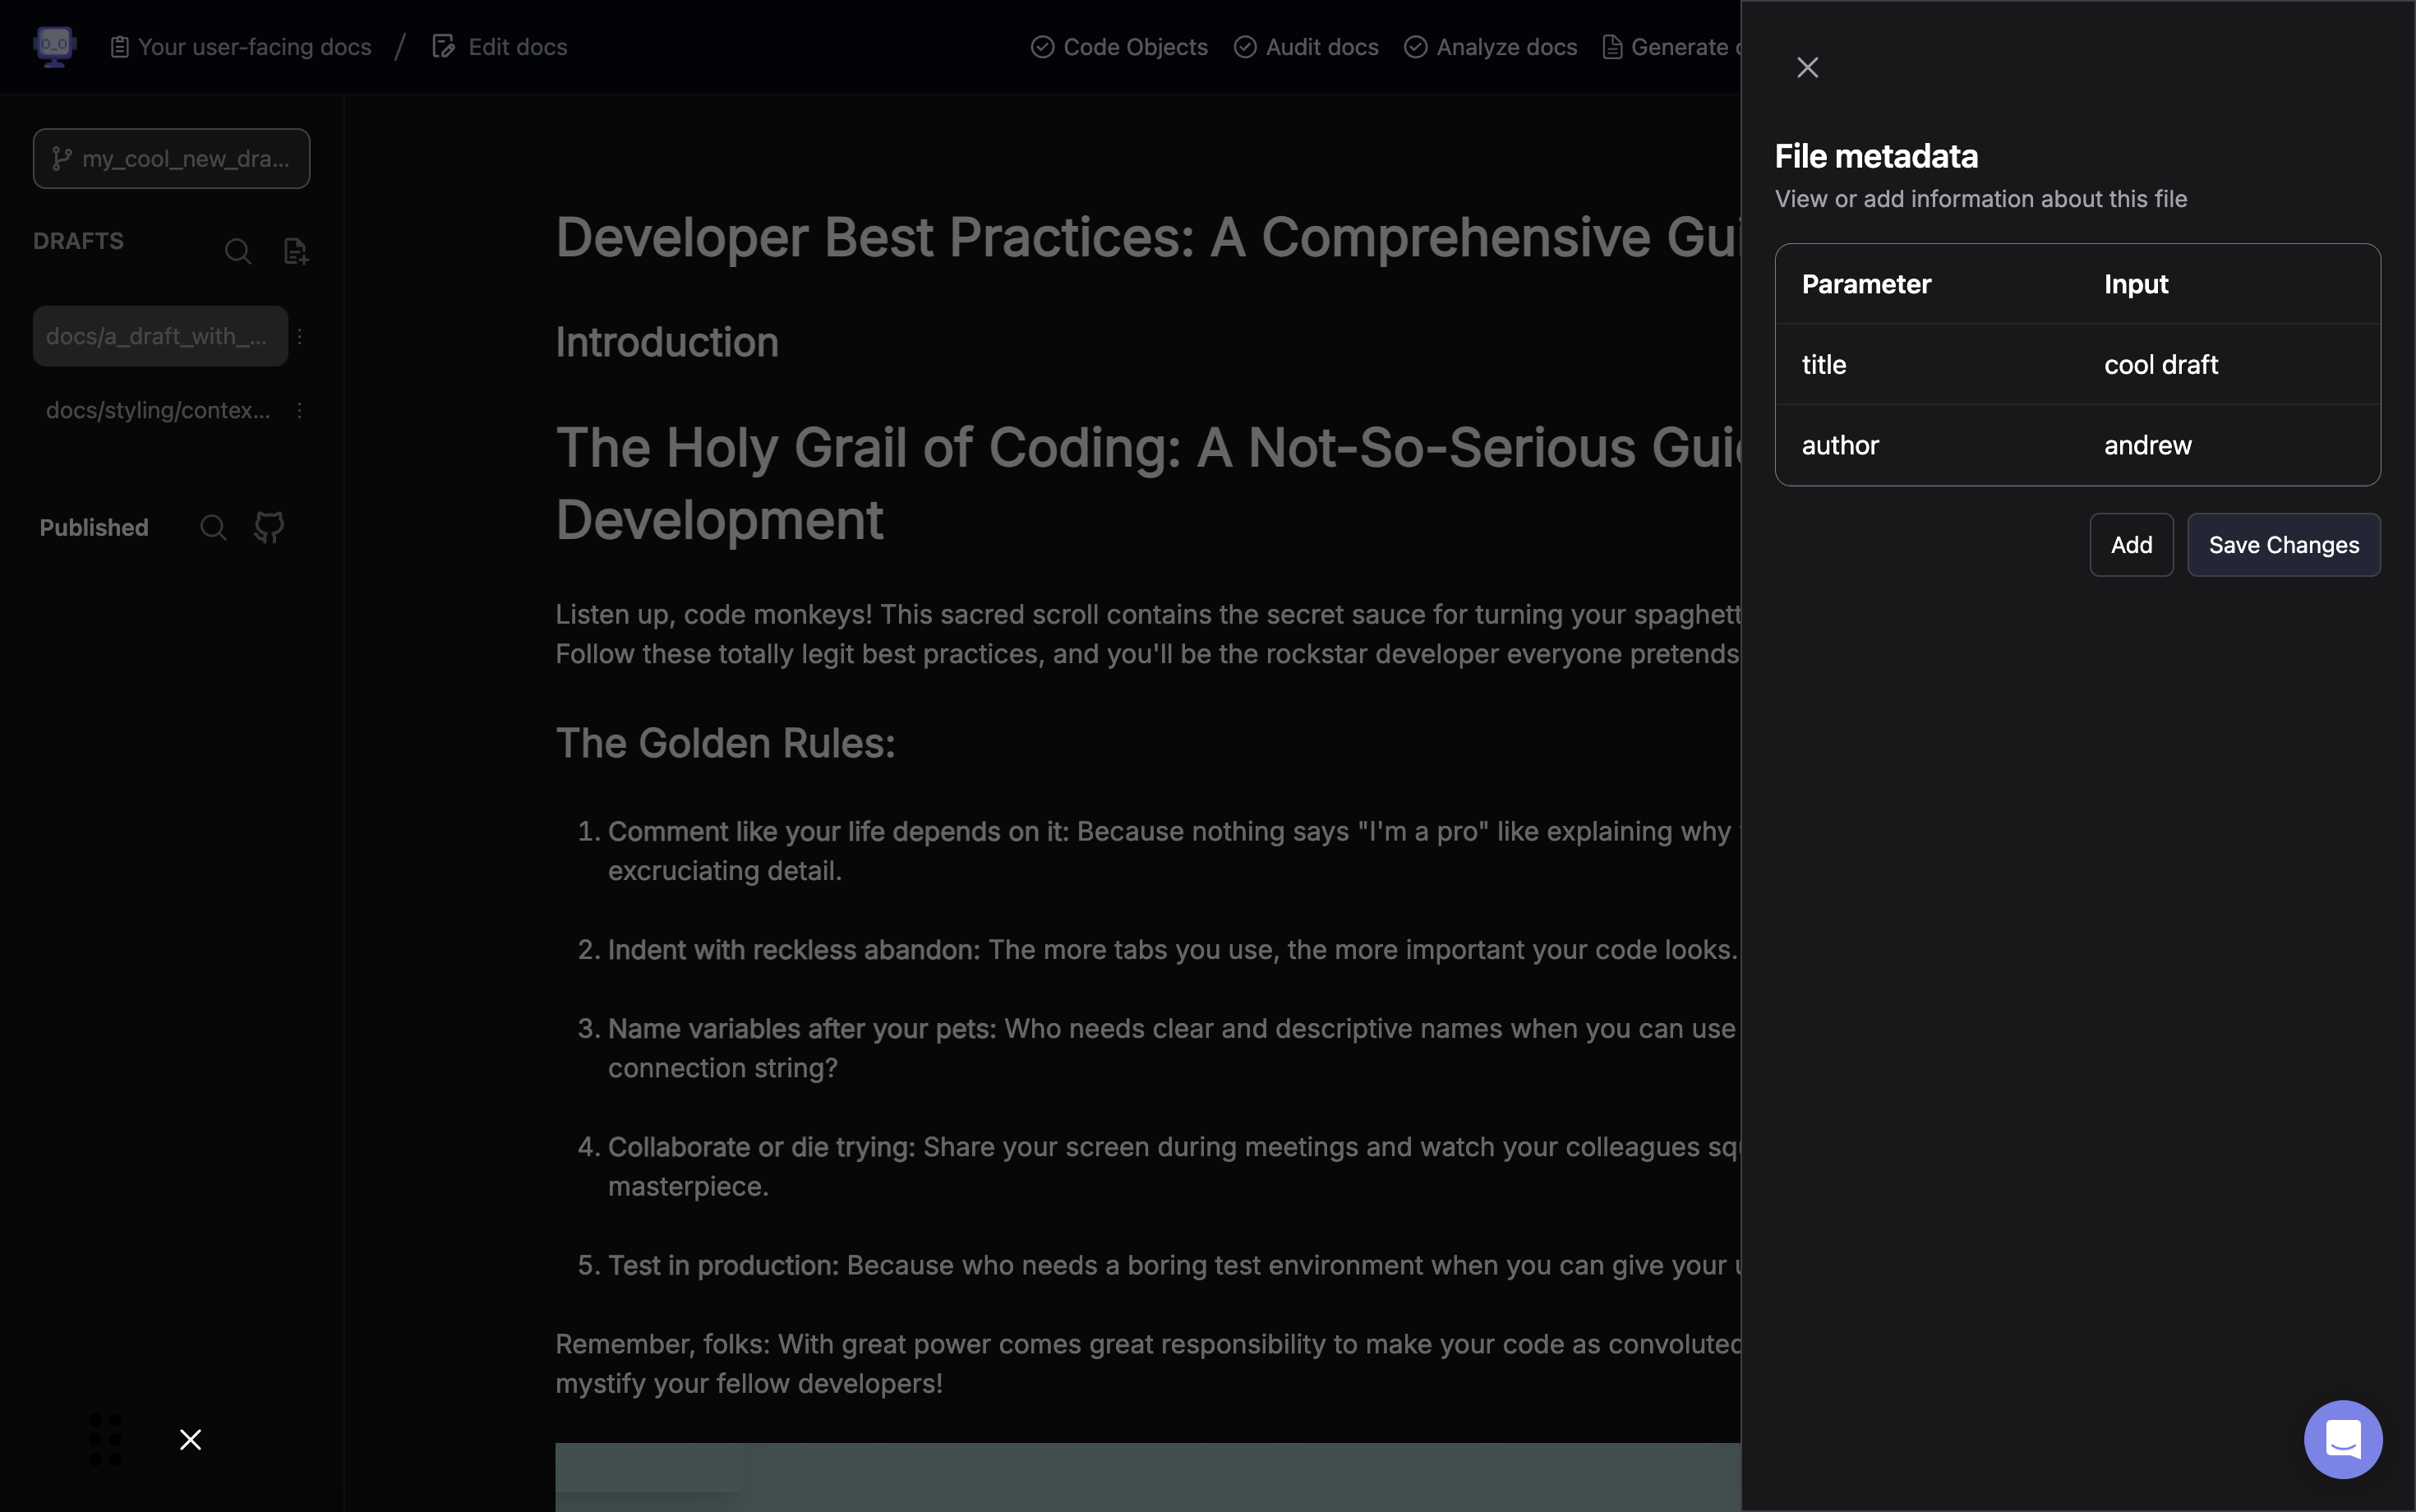 Your user-facing docs / Edit docs
Code Objects Audit docs Analyze docs Generate
my_cool_new_dra...
DRAFTS
docs/a_draft_with_...
docs/styling/contex...
Published
Developer Best Practices: A Comprehensive Gui
Introduction
The Holy Grail of Coding: A Not-So-Serious Gui
Development
Listen up, code monkeys! This sacred scroll contains the secret sauce for turning your spaghett
Follow these totally legit best practices, and you'll be the rockstar developer everyone pretends
The Golden Rules:
1. Comment like your life depends on it: Because nothing says "I'm a pro" like explaining why
excruciating detail.
2. Indent with reckless abandon: The more tabs you use, the more important your code looks.
3. Name variables after your pets: Who needs clear and descriptive names when you can use
connection string?
4. Collaborate or die trying: Share your screen during meetings and watch your colleagues squ
masterpiece.
5. Test in production: Because who needs a boring test environment when you can give your
Remember, folks: With great power comes great responsibility to make your code as convoluted
mystify your fellow developers!
File metadata
View or add information about this file
Parameter Input
title cool draft
author andrew
Add Save Changes